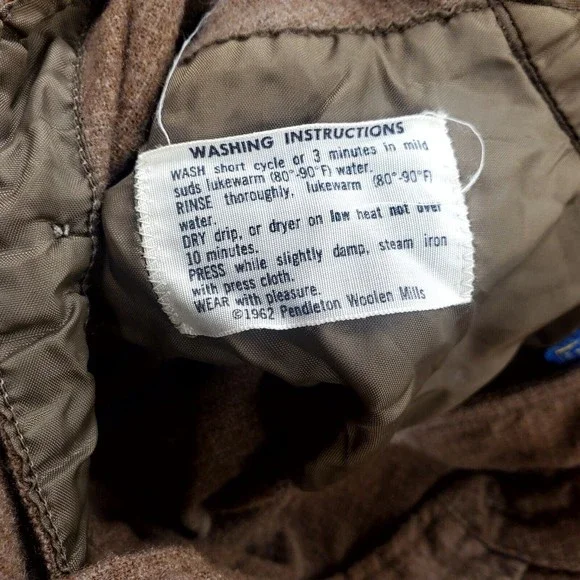 WASHING INSTRUCTIONS
WASH short cycle or 3 minutes in mild
suds lukewarm (80°-90°F) water.
RINSE thoroughly, lukewarm (80°-90°F)
water.
DRY drip, or dryer on low heat not over
10 minutes.
PRESS while slightly damp, steam iron
with press cloth.
WEAR with pleasure.
©1962 Pendleton Woolen Mills